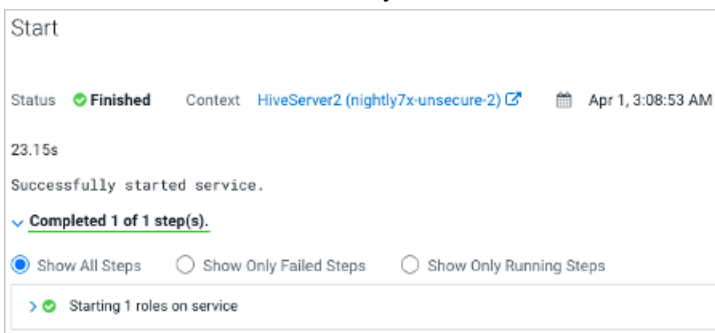 Start
Status Finished Context HiveServer2 (nightly7x-unsecure-2) Apr 1, 3:08:53 AM
23.15s
Successfully started service.
Completed 1 of 1 step(s).
Show All Steps Show Only Failed Steps Show Only Running Steps
Starting 1 roles on service